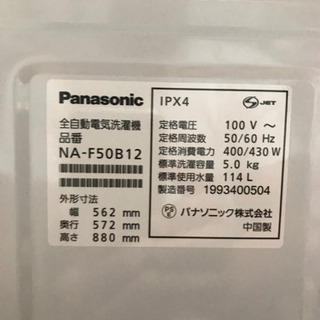 Panasonic
全自動電気洗濯機
品番
NA-F50B12
外形寸法
幅 562 mm
奥行 572 mm
高さ 880 mm
IPX4
S JET
定格電圧 100 V ～
定格周波数 50/60 Hz
定格消費電力 400/430 W
標準洗濯容量 5.0 kg
標準使用水量 114 L
製造番号 1993400504
PS E パナソニック株式会社
中国製